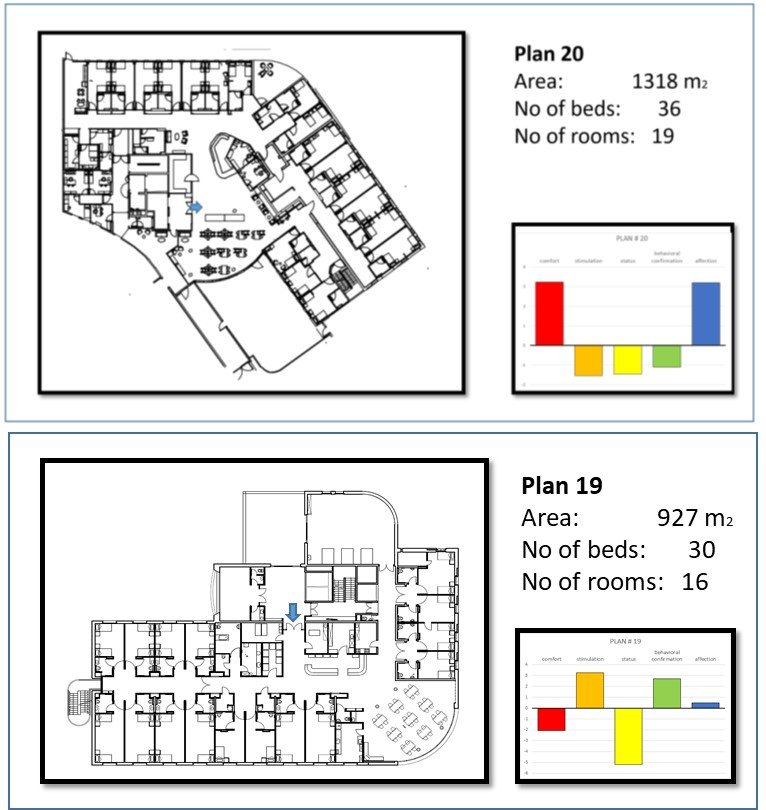 Plan 20
Area: 1318 m2
No of beds: 36
No of rooms: 19
PLAN # 20
comfort stimulation status behavioral confirmation affection
Plan 19
Area: 927 m2
No of beds: 30
No of rooms: 16
PLAN # 19
comfort stimulation status behavioral confirmation affection